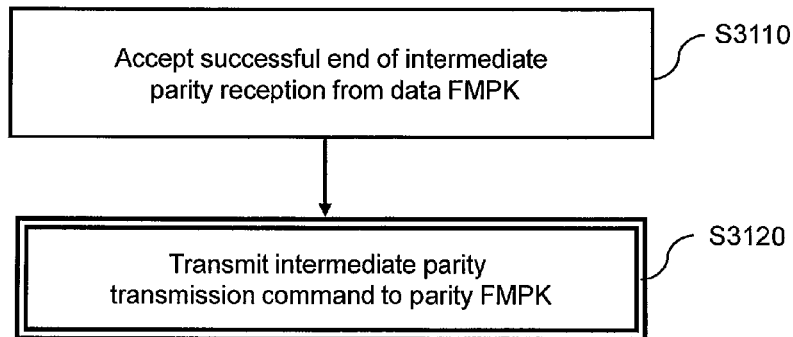 Accept successful end of intermediate
parity reception from data FMPK
S3110
Transmit intermediate parity
transmission command to parity FMPK
S3120